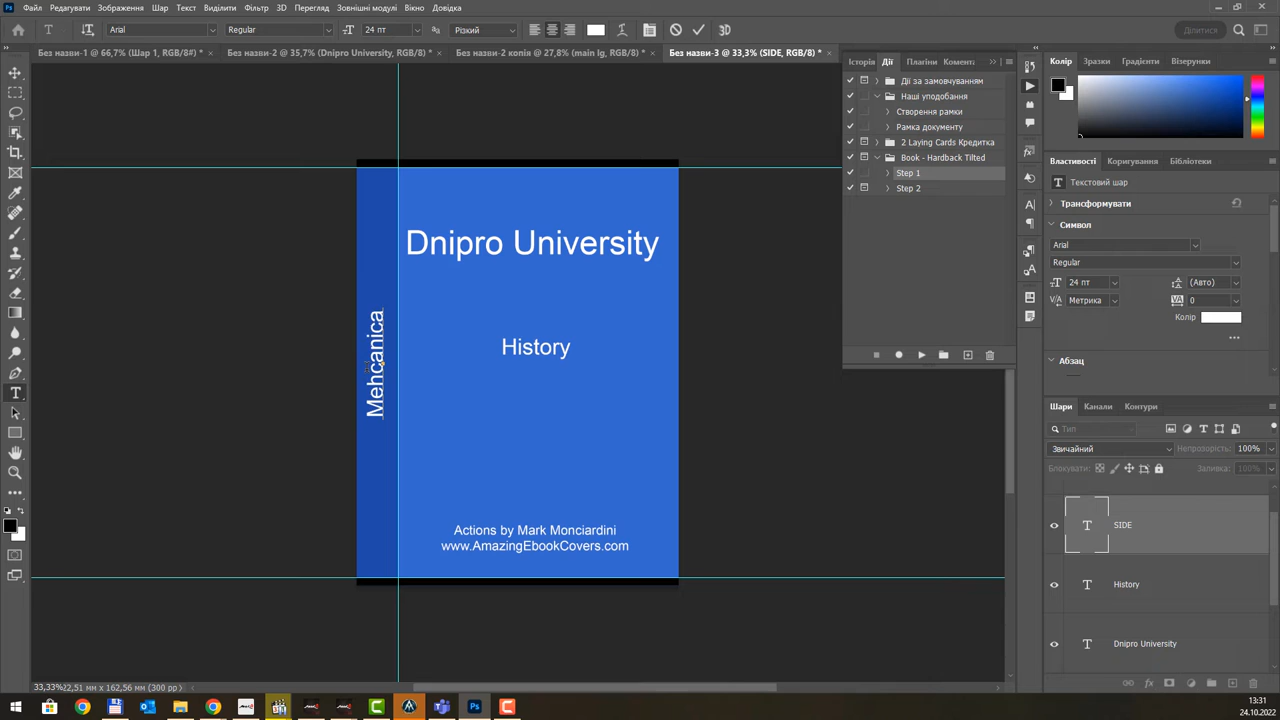 Файл Редагувати Зображення Шар Текст Виділити Фільтр 3D Перегляд Зовнішні модулі Вікно Довідка
Arial Regular 24 пт Різкий 3D Ділитися
Без назви-1 @ 66,7% (Шар 1, RGB/8#) * × Без назви-2 @ 35,7% (Dnipro University, RGB/8) * × Без назви-2 копія @ 27,8% (main lg, RGB/8) * × Без назви-3 @ 33,3% (SIDE, RGB/8) * ×
Історія Дії Плагіни Комента
Дії за замовчуванням
Наші уподобання
Створення рамки
Рамка документу
2 Laying Cards Кредитка
Book - Hardback Tilted
Step 1
Step 2
Колір Зразки Градієнти Візерунки
Властивості Коригування Бібліотеки
Текстовий шар
Трансформувати
Символ
Arial
Regular
24 пт (Авто)
Метрика 0
Колір
Абзац
Шари Канали Контури
Тип
Звичайний Непрозорість: 100%
Блокувати: Заливка: 100%
SIDE
History
Dnipro University
Dnipro University
History
Mehcanica
Actions by Mark Monciardini
www.AmazingEbookCovers.com
33,33% 22,51 мм x 162,56 мм (300 ppi)
13:31
24.10.2022